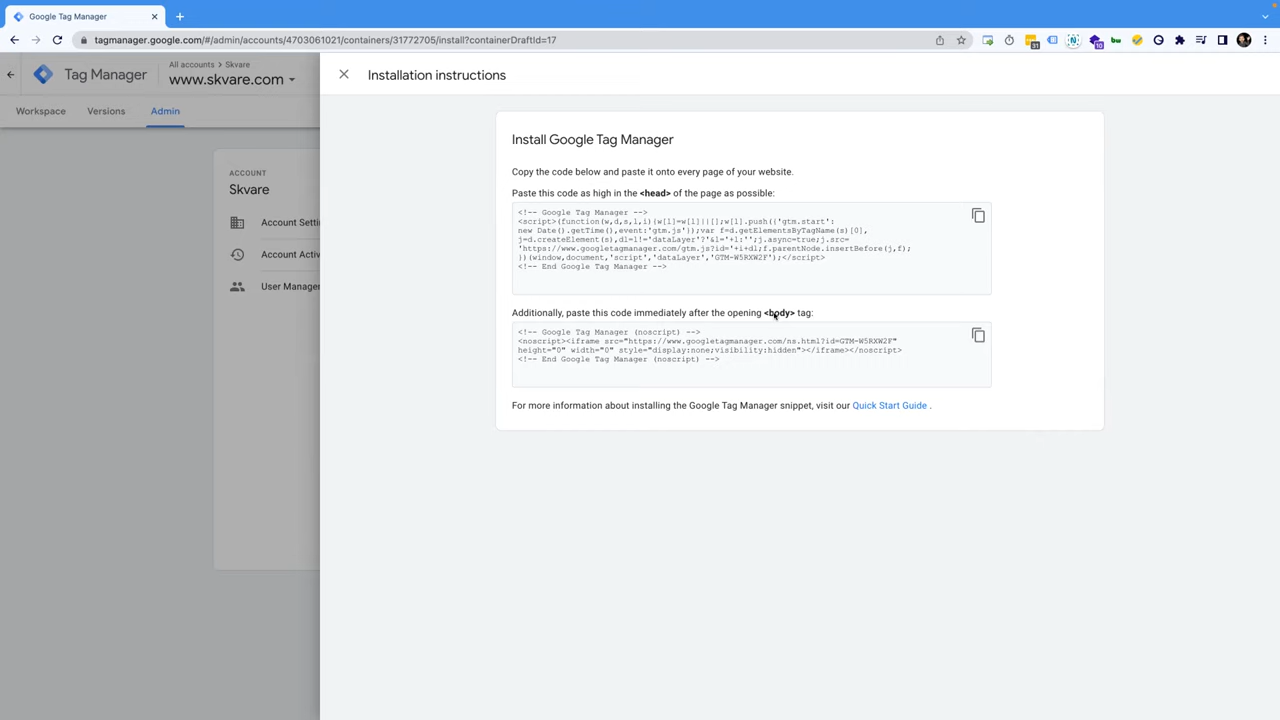 Google Tag Manager
tagmanager.google.com/#/admin/accounts/4703061021/containers/31772705/install?containerDraftId=17
31
10
bw
Tag Manager
All accounts > Skvare
www.skvare.com
Installation instructions
Workspace
Versions
Admin
ACCOUNT
Skvare
Account Setti
Account Activ
User Manager
Install Google Tag Manager
Copy the code below and paste it onto every page of your website.
Paste this code as high in the <head> of the page as possible:
<!-- Google Tag Manager -->
<script>(function(w,d,s,l,i){w[l]=w[l]||[];w[l].push({'gtm.start':
new Date().getTime(),event:'gtm.js'});var f=d.getElementsByTagName(s)[0],
j=d.createElement(s),dl=l!='dataLayer'?'&l='+l:'';j.async=true;j.src=
'https://www.googletagmanager.com/gtm.js?id='+i+dl;f.parentNode.insertBefore(j,f);
})(window,document,'script','dataLayer','GTM-W5RXW2F');</script>
<!-- End Google Tag Manager -->
Additionally, paste this code immediately after the opening <body> tag:
<!-- Google Tag Manager (noscript) -->
<noscript><iframe src="https://www.googletagmanager.com/ns.html?id=GTM-W5RXW2F"
height="0" width="0" style="display:none;visibility:hidden"></iframe></noscript>
<!-- End Google Tag Manager (noscript) -->
For more information about installing the Google Tag Manager snippet, visit our Quick Start Guide .